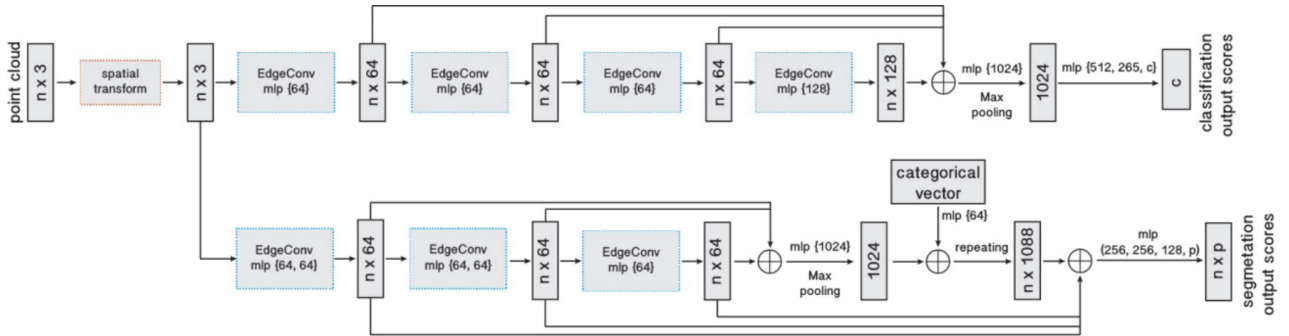 point cloud
n x 3
spatial
transform
n x 3
EdgeConv
mlp {64}
n x 64
EdgeConv
mlp {64}
n x 64
EdgeConv
mlp {64}
n x 64
EdgeConv
mlp {128}
n x 128
mlp {1024}
Max
pooling
1024
mlp {512, 265, c}
c
classification
output scores
EdgeConv
mlp {64, 64}
n x 64
EdgeConv
mlp {64, 64}
n x 64
EdgeConv
mlp {64}
n x 64
mlp {1024}
Max
pooling
1024
categorical
vector
mlp {64}
repeating
n x 1088
mlp
(256, 256, 128, p)
n x p
segmetation
output scores